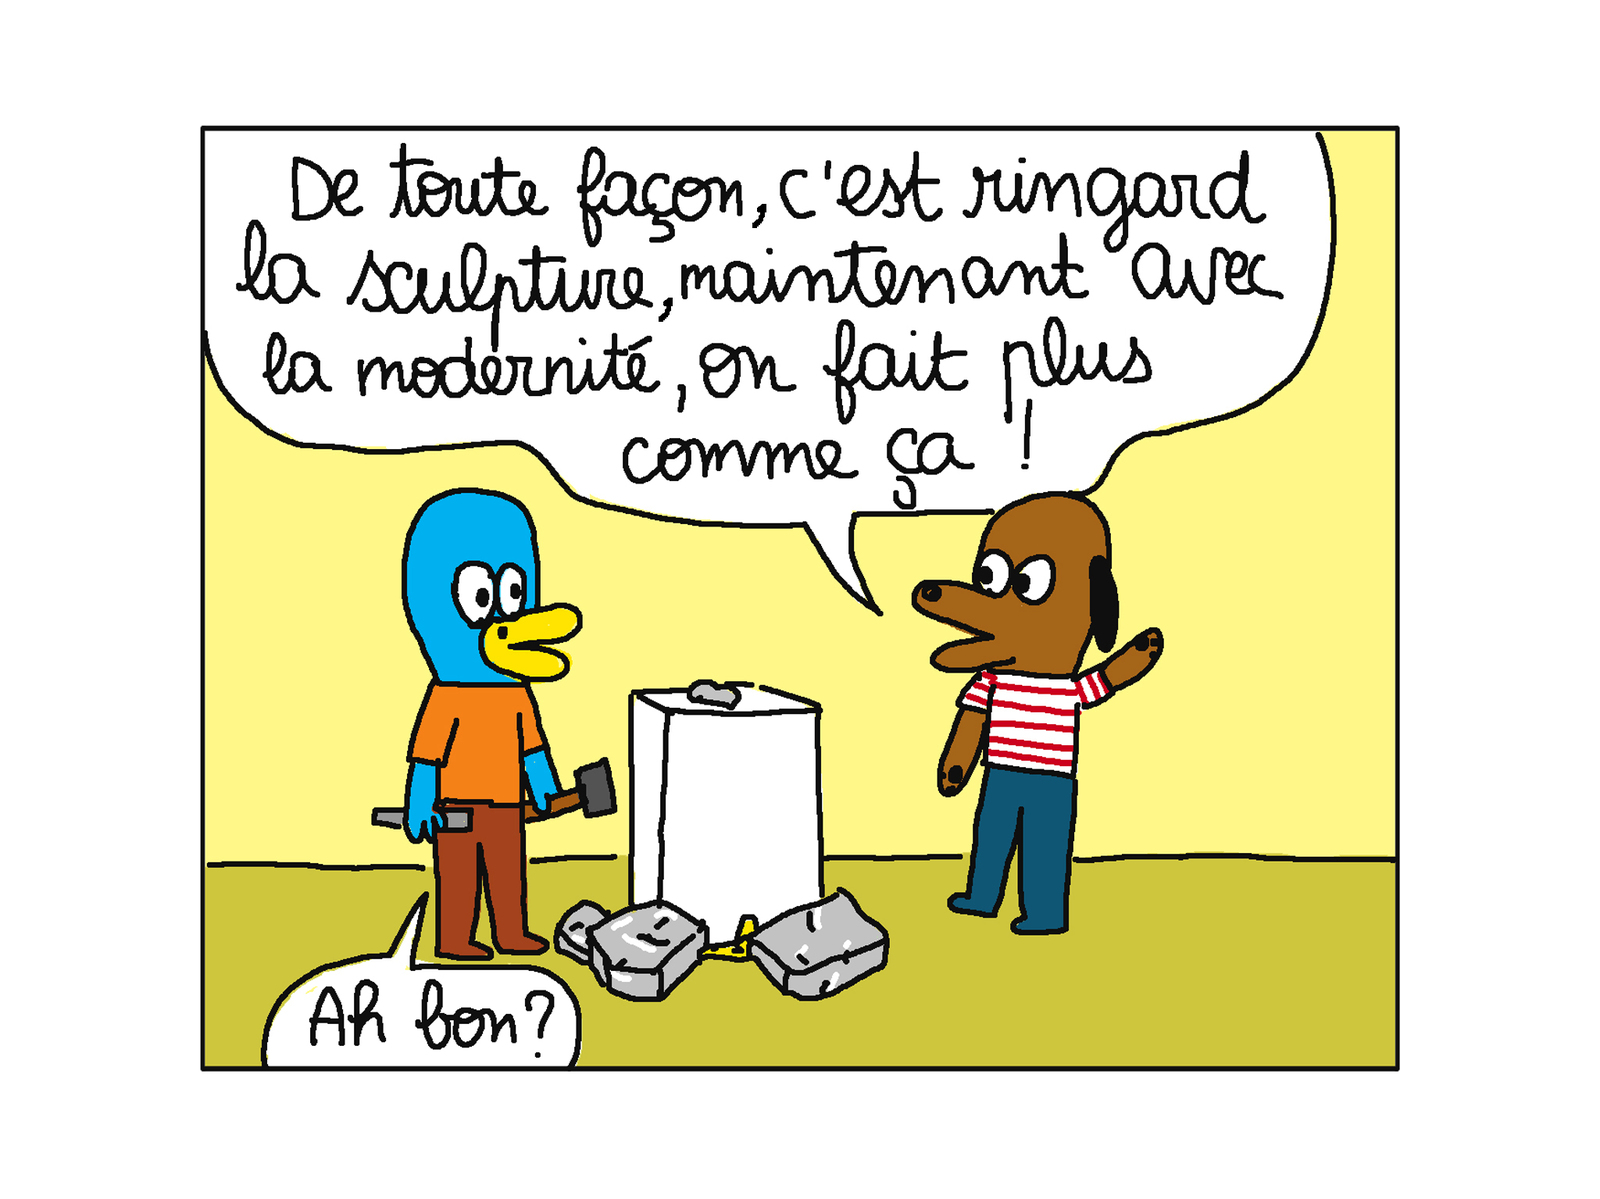 De toute façon, c'est ringard
la sculpture, maintenant avec
la modernité, on fait plus
comme ça !
Ah bon?